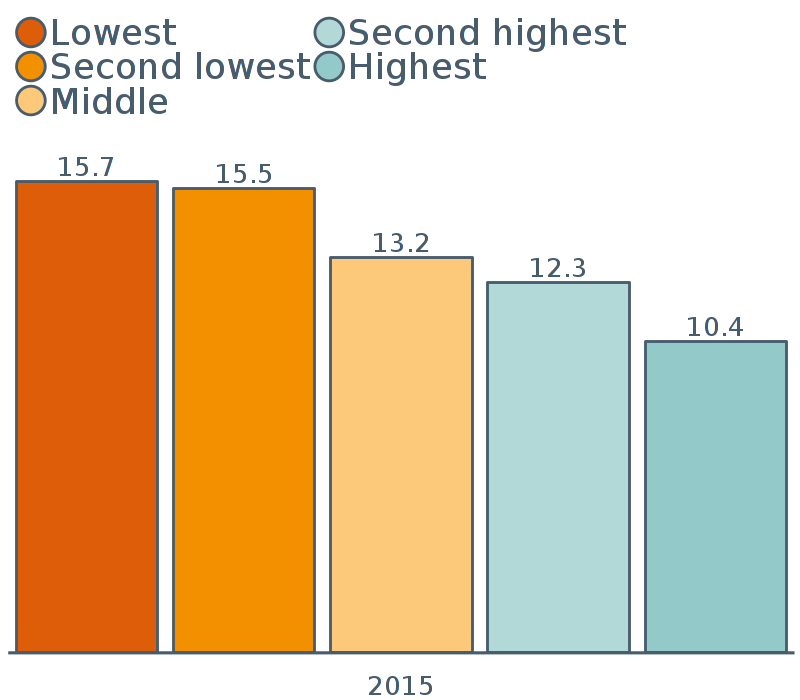 Lowest
Second lowest
Middle
Second highest
Highest
15.7
15.5
13.2
12.3
10.4
2015